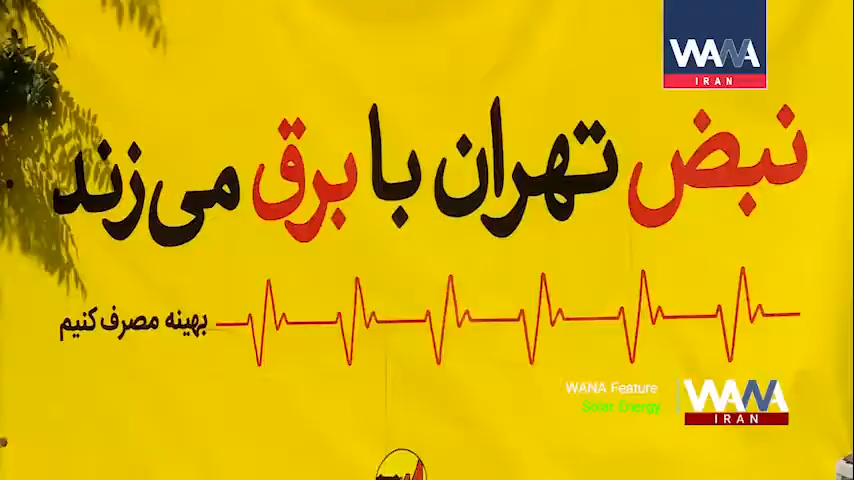 WANA
IRAN
نبض تهران با برق می‌زند
بهینه مصرف کنیم
WANA Feature
Solar Energy
WANA
IRAN